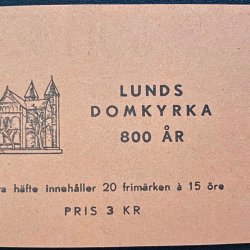 LUNDS
DOMKYRKA
800 ÅR
häfte innehåller 20 frimärken à 15 öre
PRIS 3 KR